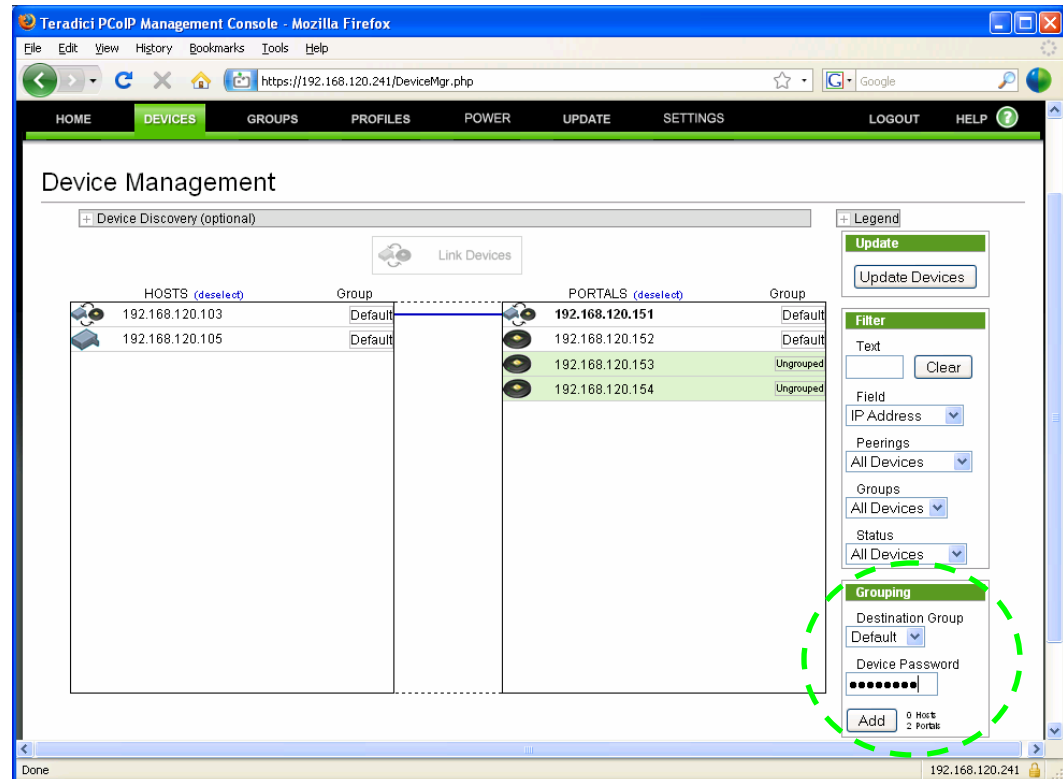 Teradici PCoIP Management Console - Mozilla Firefox
File Edit View History Bookmarks Tools Help
https://192.168.120.241/DeviceMgr.php
G Google
HOME DEVICES GROUPS PROFILES POWER UPDATE SETTINGS LOGOUT HELP ?
Device Management
+ Device Discovery (optional)
+ Legend
Link Devices
Update
Update Devices
HOSTS (deselect) Group PORTALS (deselect) Group
192.168.120.103 Default 192.168.120.151 Default
192.168.120.105 Default 192.168.120.152 Default
192.168.120.153 Ungrouped
192.168.120.154 Ungrouped
Filter
Text
Clear
Field
IP Address
Peerings
All Devices
Groups
All Devices
Status
All Devices
Grouping
Destination Group
Default
Device Password
••••••••
Add 0 Hosts
2 Portals
Done 192.168.120.241